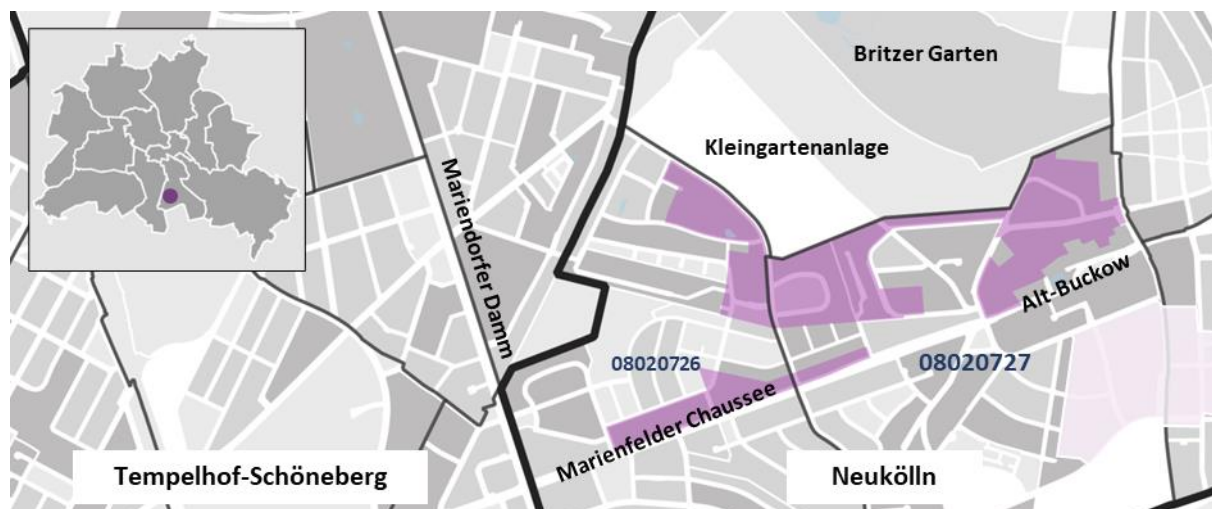 Britzer Garten
Kleingartenanlage
Mariendorfer Damm
Alt-Buckow
08020726
08020727
Marienfelder Chaussee
Tempelhof-Schöneberg
Neukölln